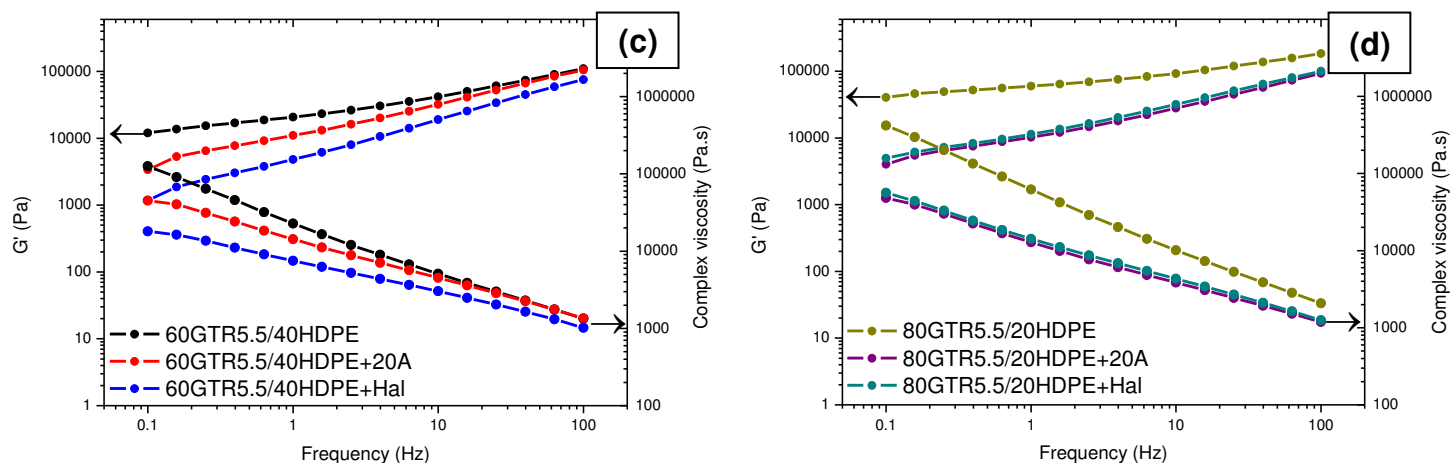 (c)
G' (Pa)
100000
10000
1000
100
10
1
Complex viscosity (Pa.s)
1000000
100000
10000
1000
100
60GTR5.5/40HDPE
60GTR5.5/40HDPE+20A
60GTR5.5/40HDPE+Hal
0.1 1 10 100
Frequency (Hz)
(d)
G' (Pa)
100000
10000
1000
100
10
1
Complex viscosity (Pa.s)
1000000
100000
10000
1000
100
80GTR5.5/20HDPE
80GTR5.5/20HDPE+20A
80GTR5.5/20HDPE+Hal
0.1 1 10 100
Frequency (Hz)